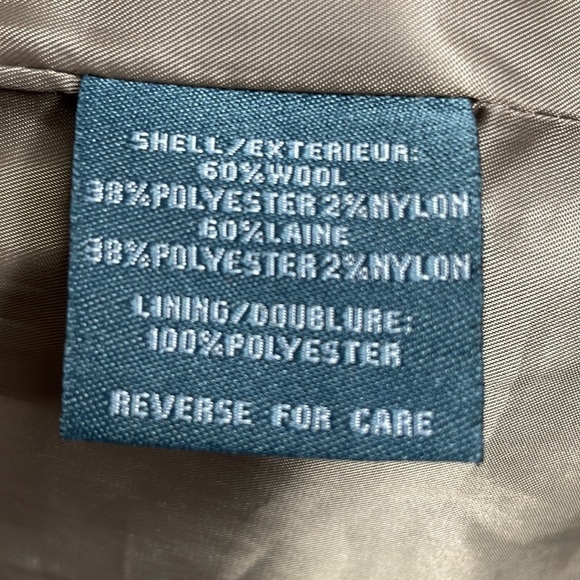 SHELL/EXTERIEUR:
60%WOOL
38%POLYESTER 2%NYLON
60%LAINE
38%POLYESTER 2%NYLON
LINING/DOUBLURE:
100%POLYESTER
REVERSE FOR CARE